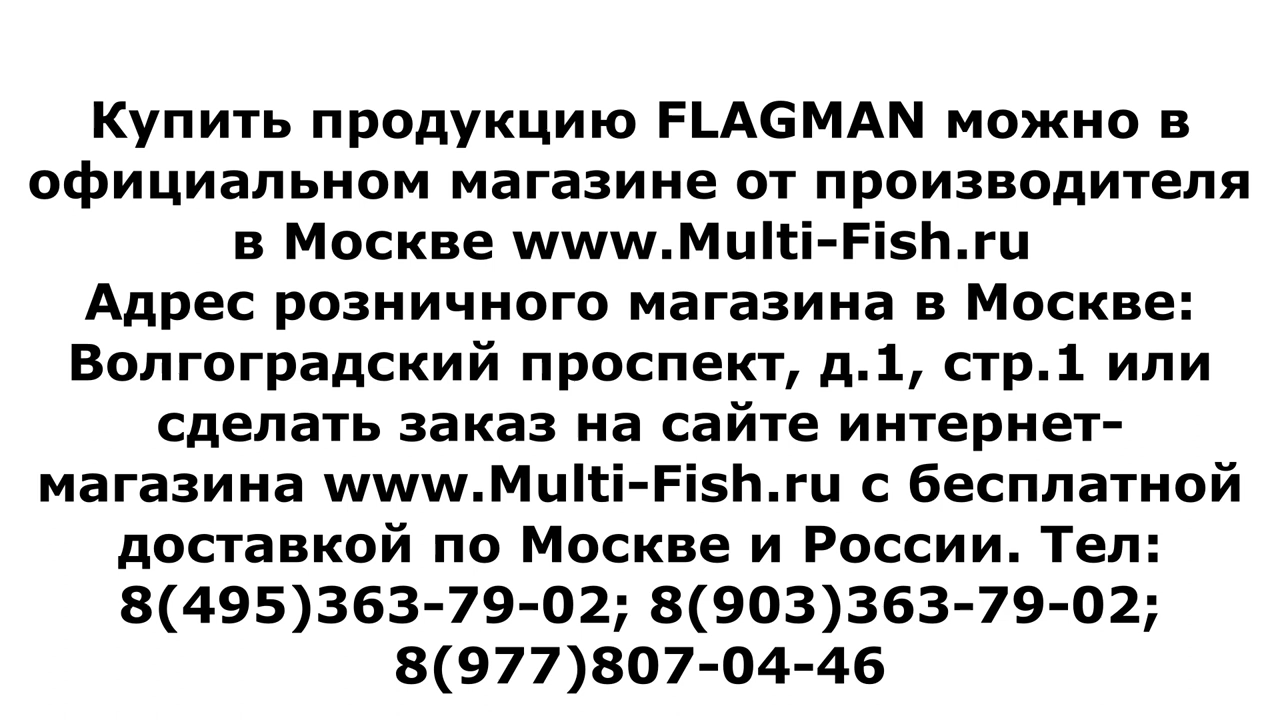 Купить продукцию FLAGMAN можно в
официальном магазине от производителя
в Москве www.Multi-Fish.ru
Адрес розничного магазина в Москве:
Волгоградский проспект, д.1, стр.1 или
сделать заказ на сайте интернет-
магазина www.Multi-Fish.ru с бесплатной
доставкой по Москве и России. Тел:
8(495)363-79-02; 8(903)363-79-02;
8(977)807-04-46